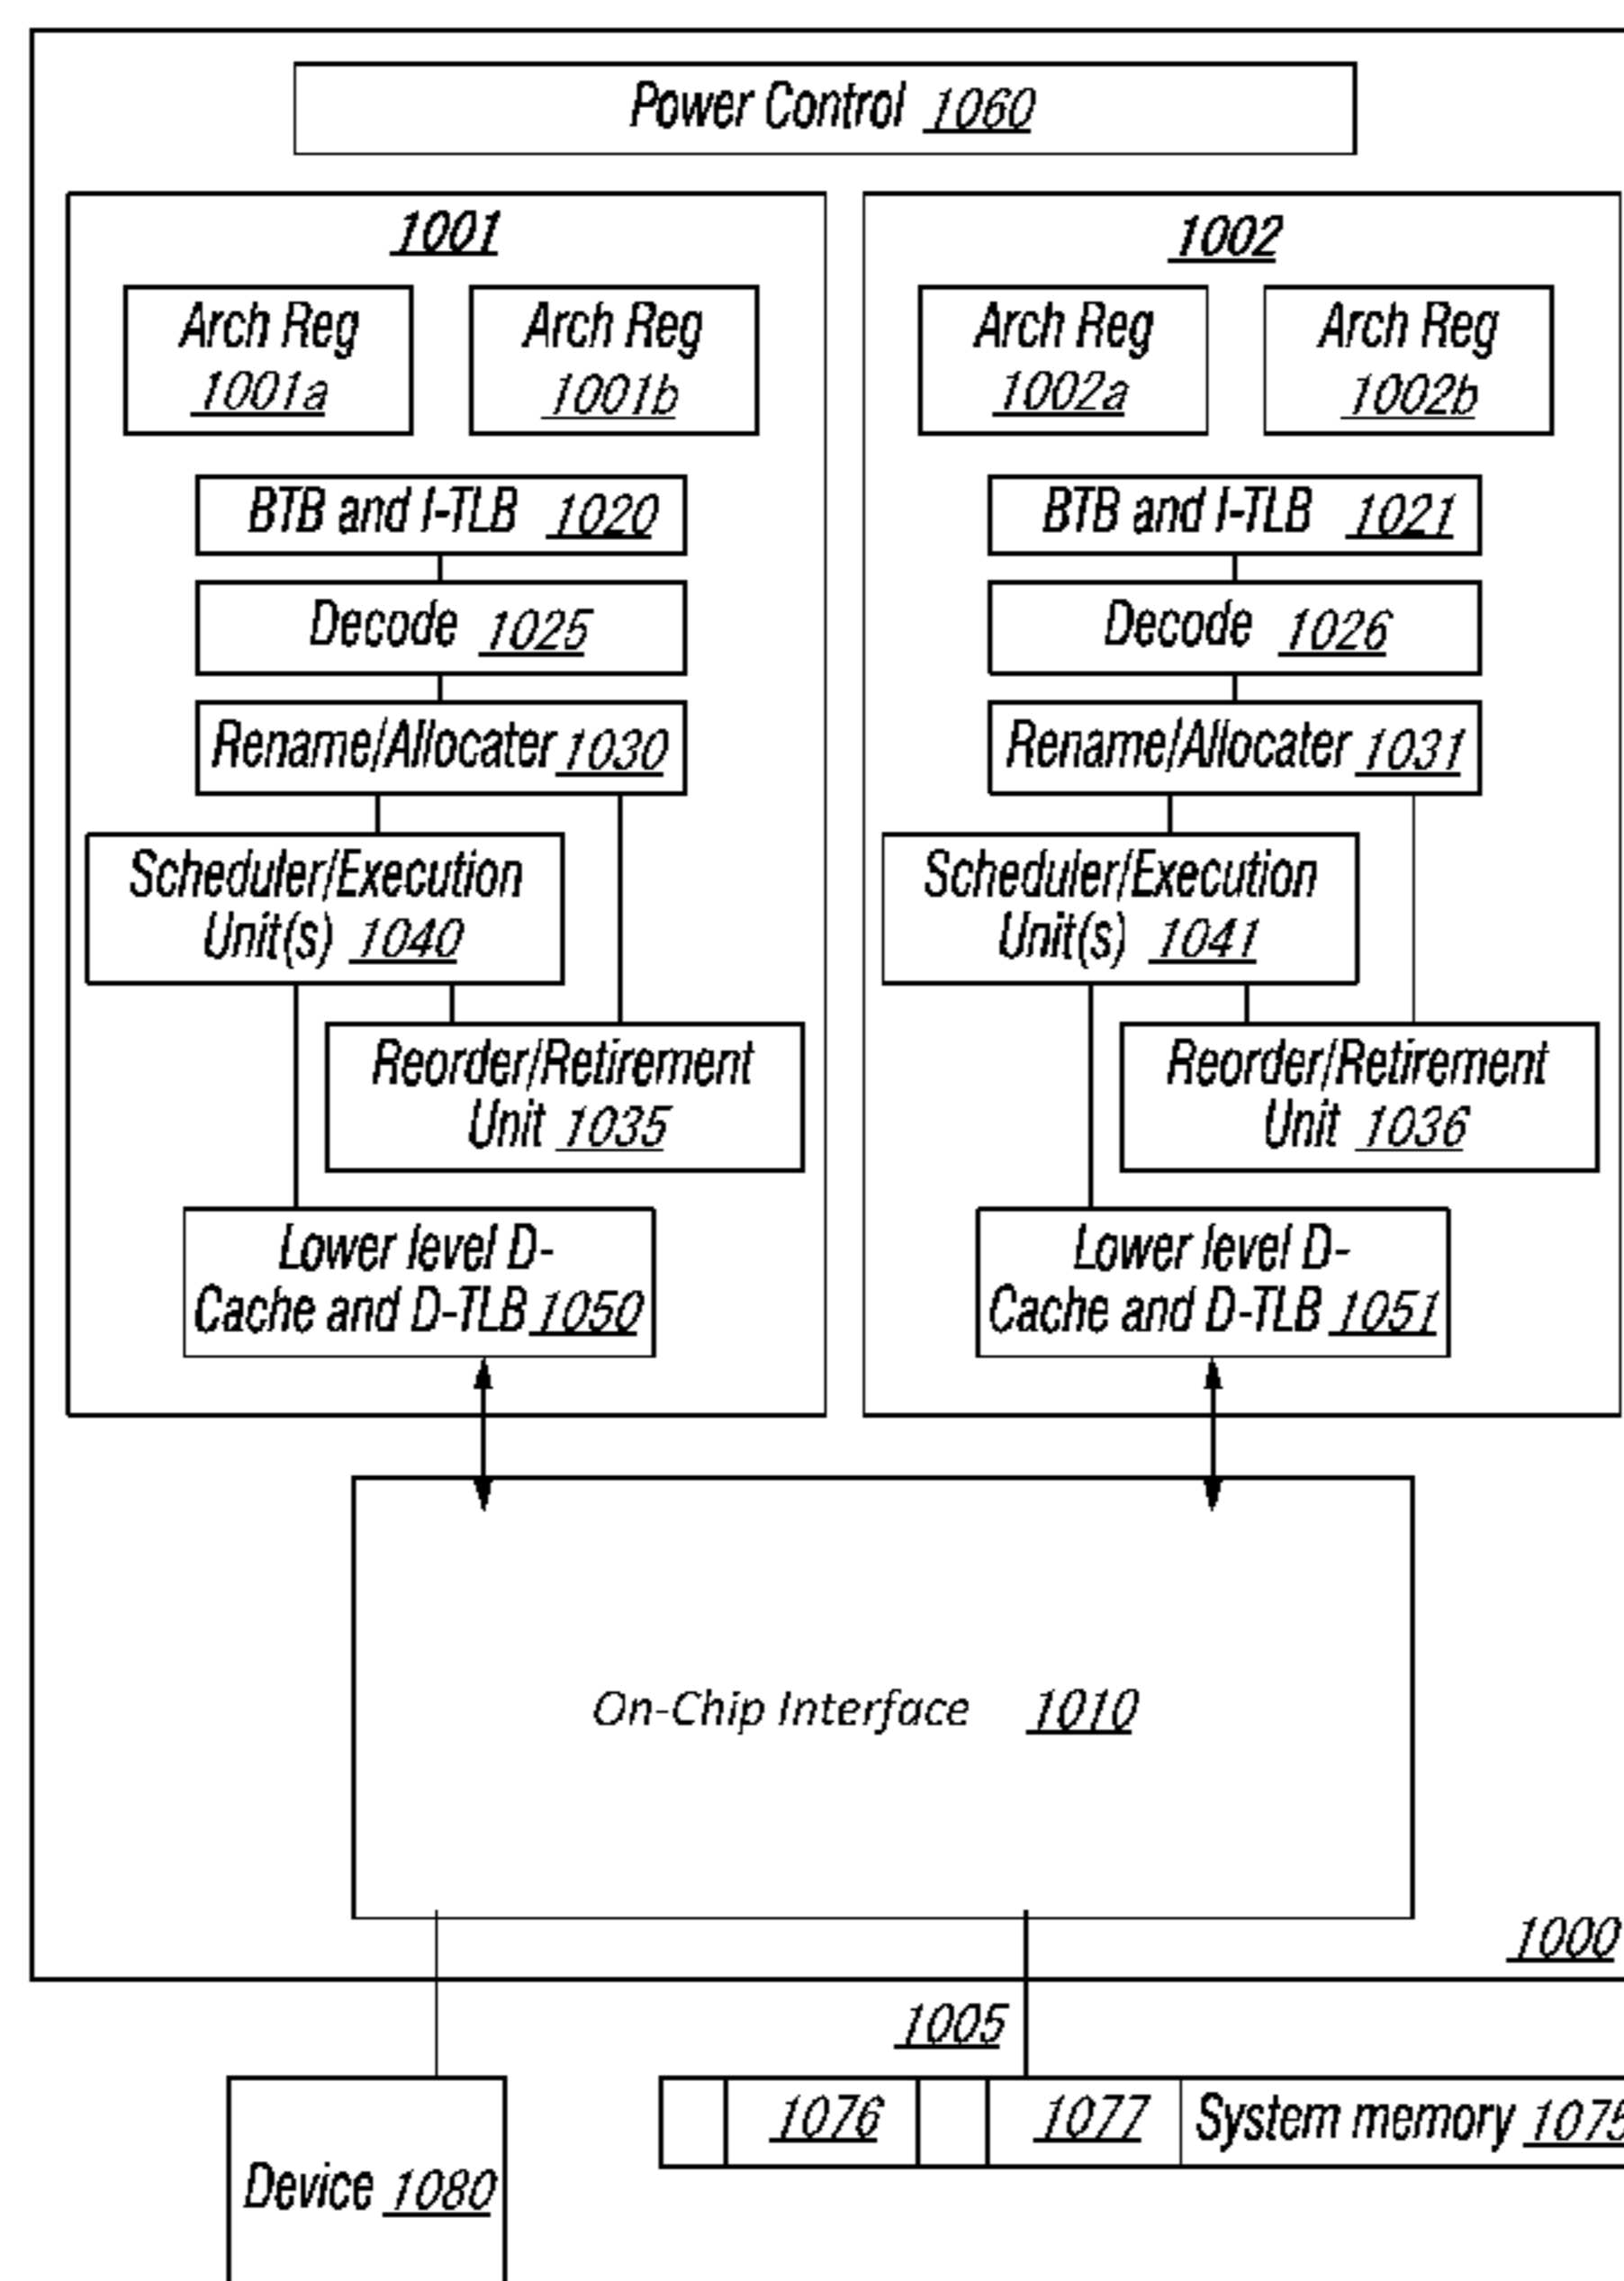 Power Control 1060
1001
Arch Reg
1001a
Arch Reg
1001b
BTB and I-TLB 1020
Decode 1025
Rename/Allocater 1030
Scheduler/Execution
Unit(s) 1040
Reorder/Retirement
Unit 1035
Lower level D-
Cache and D-TLB 1050
1002
Arch Reg
1002a
Arch Reg
1002b
BTB and I-TLB 1021
Decode 1026
Rename/Allocater 1031
Scheduler/Execution
Unit(s) 1041
Reorder/Retirement
Unit 1036
Lower level D-
Cache and D-TLB 1051
On-Chip Interface 1010
1000
1005
1076
1077
System memory 1075
Device 1080